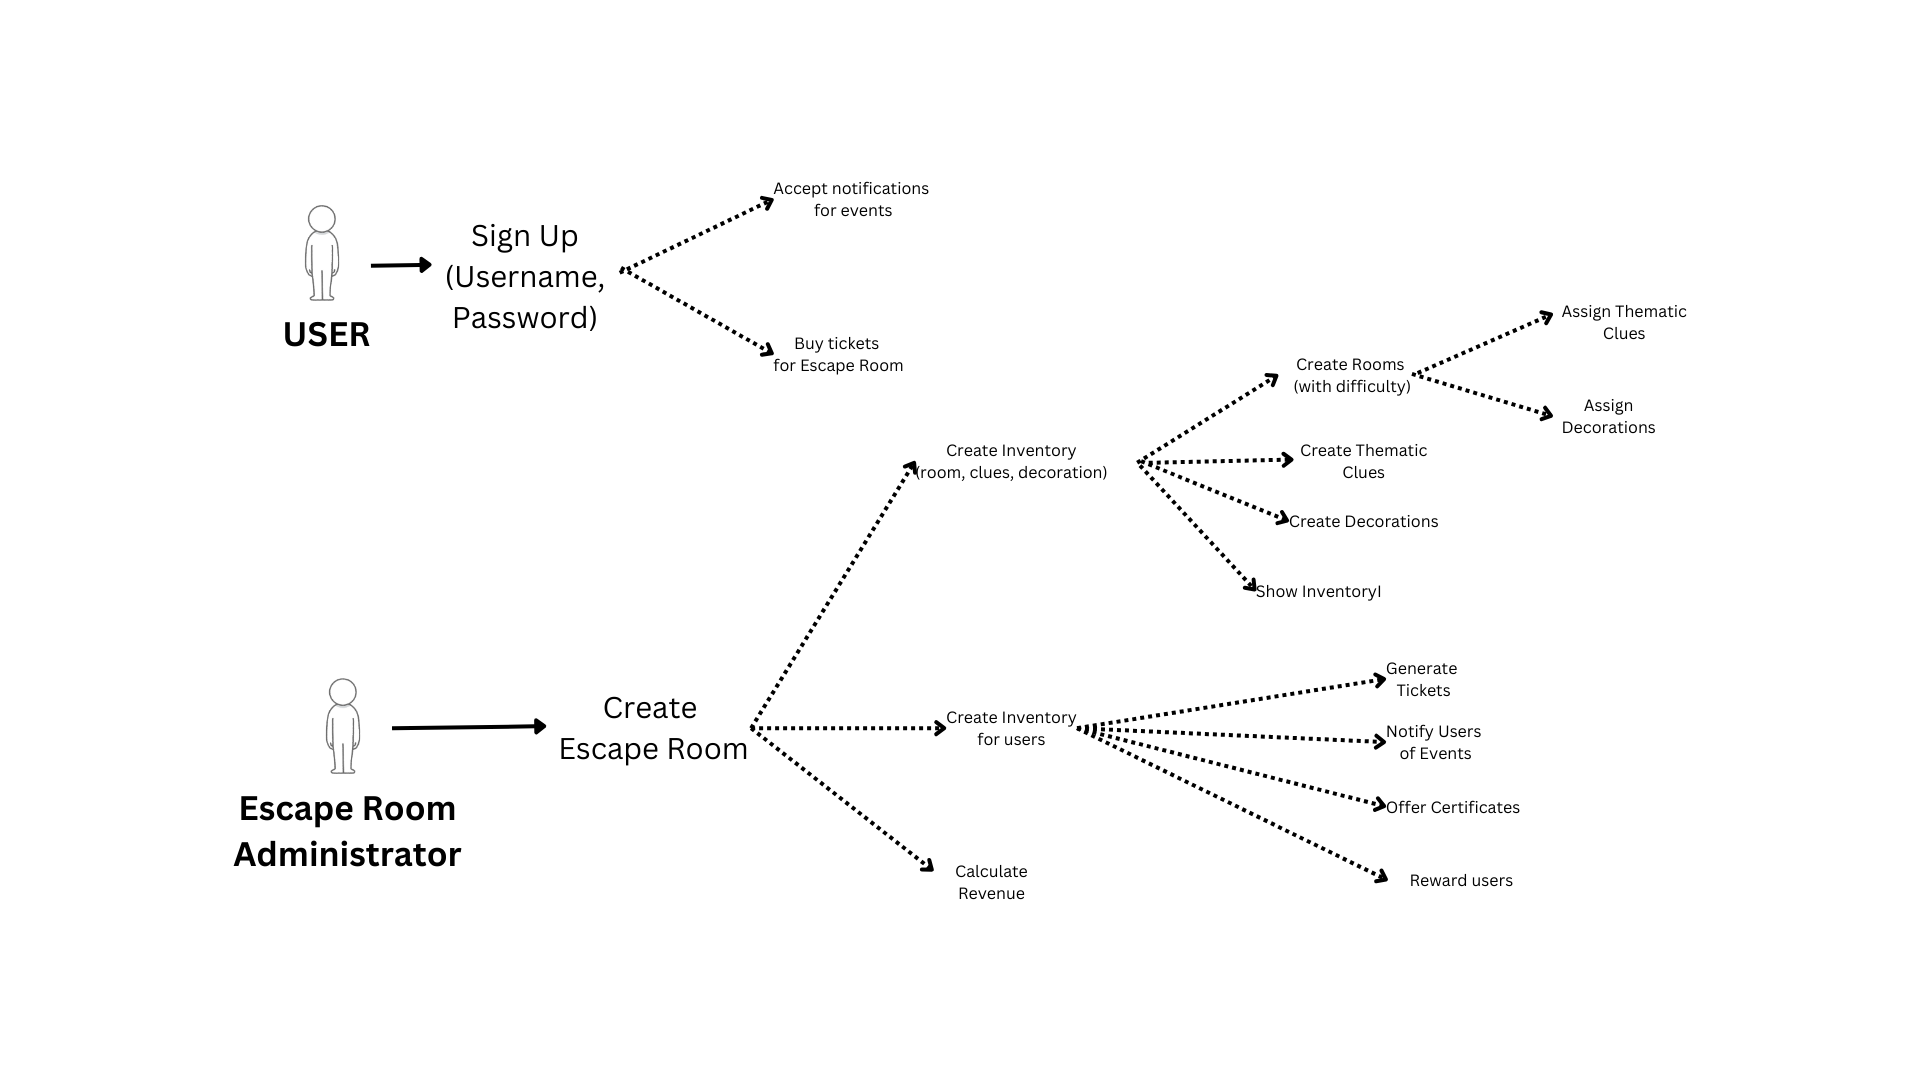 Accept notifications
for events
Sign Up
(Username,
Password)
USER
Buy tickets
for Escape Room
Assign Thematic
Clues
Create Rooms
(with difficulty)
Assign
Decorations
Create Inventory
(room, clues, decoration)
Create Thematic
Clues
Create Decorations
Show InventoryI
Escape Room
Administrator
Create
Escape Room
Create Inventory
for users
Generate
Tickets
Notify Users
of Events
Offer Certificates
Reward users
Calculate
Revenue